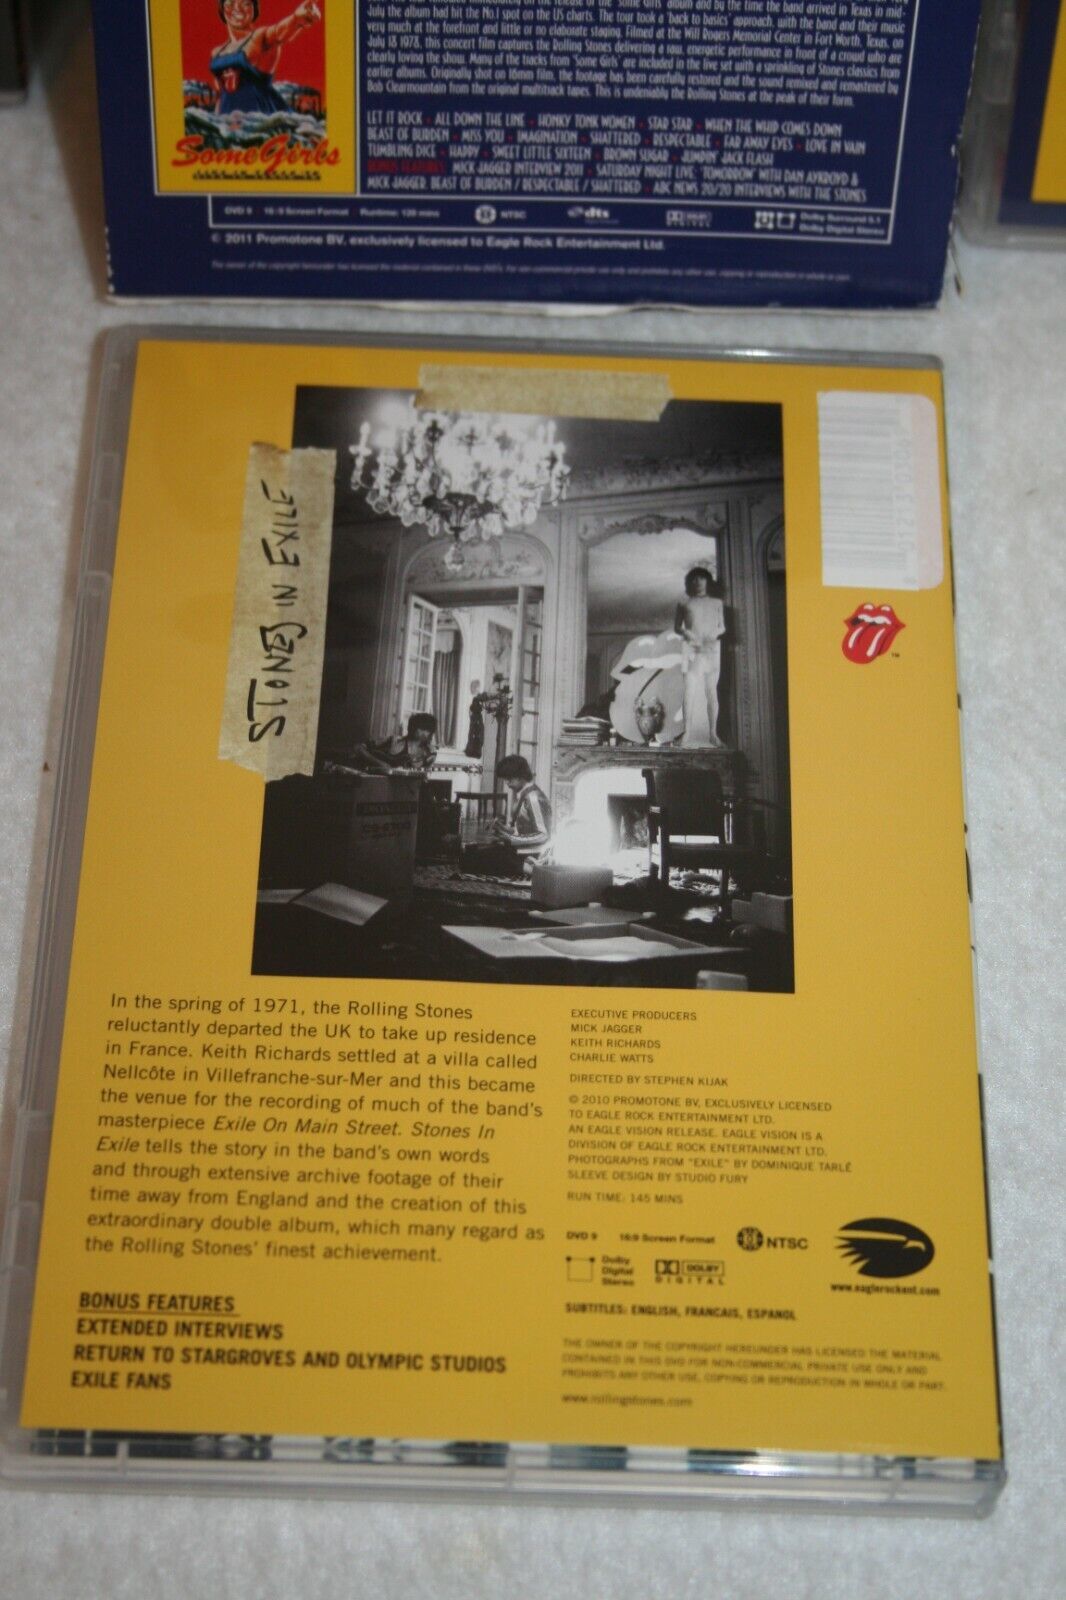 July the album had hit the No.1 spot on the US charts. The tour took a 'back to basics' approach, with the band and their music
very much at the forefront and little or no elaborate staging. Filmed at the Will Rogers Memorial Center in Fort Worth, Texas, on
July 18 1978, this concert film captures the Rolling Stones delivering a raw, energetic performance in front of a crowd who are
clearly loving the show. Many of the tracks from 'Some Girls' are included in the live set with a sprinkling of Stones classics from
earlier albums. Originally shot on 16mm film, the footage has been carefully restored and the sound remixed and remastered by
Bob Clearmountain from the original multitrack tapes. This is undeniably the Rolling Stones at the peak of their form.
Some Girls
LET IT ROCK • ALL DOWN THE LINE • HONKY TONK WOMEN • STAR STAR • WHEN THE WHIP COMES DOWN
BEAST OF BURDEN • MISS YOU • IMAGINATION • SHATTERED • RESPECTABLE • FAR AWAY EYES • LOVE IN VAIN
TUMBLING DICE • HAPPY • SWEET LITTLE SIXTEEN • BROWN SUGAR • JUMPIN' JACK FLASH
BONUS FEATURES: MICK JAGGER INTERVIEW 2011 • SATURDAY NIGHT LIVE: 'TOMORROW' WITH DAN AYKROYD &
MICK JAGGER; BEAST OF BURDEN / RESPECTABLE / SHATTERED • ABC NEWS 20/20 INTERVIEWS WITH THE STONES
DVD 9 • 16:9 Screen Format • Runtime: 120 mins
NTSC
dts
Dolby Surround 5.1
Dolby Digital Stereo
© 2011 Promotone BV, exclusively licensed to Eagle Rock Entertainment Ltd.
STONES IN EXILE
In the spring of 1971, the Rolling Stones
reluctantly departed the UK to take up residence
in France. Keith Richards settled at a villa called
Nellcôte in Villefranche-sur-Mer and this became
the venue for the recording of much of the band's
masterpiece Exile On Main Street. Stones In
Exile tells the story in the band's own words
and through extensive archive footage of their
time away from England and the creation of this
extraordinary double album, which many regard as
the Rolling Stones' finest achievement.
BONUS FEATURES
EXTENDED INTERVIEWS
RETURN TO STARGROVES AND OLYMPIC STUDIOS
EXILE FANS
EXECUTIVE PRODUCERS
MICK JAGGER
KEITH RICHARDS
CHARLIE WATTS
DIRECTED BY STEPHEN KIJAK
© 2010 PROMOTONE BV, EXCLUSIVELY LICENSED
TO EAGLE ROCK ENTERTAINMENT LTD.
AN EAGLE VISION RELEASE. EAGLE VISION IS A
DIVISION OF EAGLE ROCK ENTERTAINMENT LTD.
PHOTOGRAPHS FROM "EXILE" BY DOMINIQUE TARLÉ
SLEEVE DESIGN BY STUDIO FURY
RUN TIME: 145 MINS
DVD 9 16:9 Screen Format
NTSC
Dolby
Digital
Stereo
DOLBY
DIGITAL
www.eaglerockent.com
SUBTITLES: ENGLISH, FRANCAIS, ESPANOL
THE OWNER OF THE COPYRIGHT HEREUNDER HAS LICENSED THE MATERIAL
CONTAINED IN THIS DVD FOR NON-COMMERCIAL PRIVATE USE ONLY AND
PROHIBITS ANY OTHER USE, COPYING OR REPRODUCTION IN WHOLE OR PART.
www.rollingstones.com